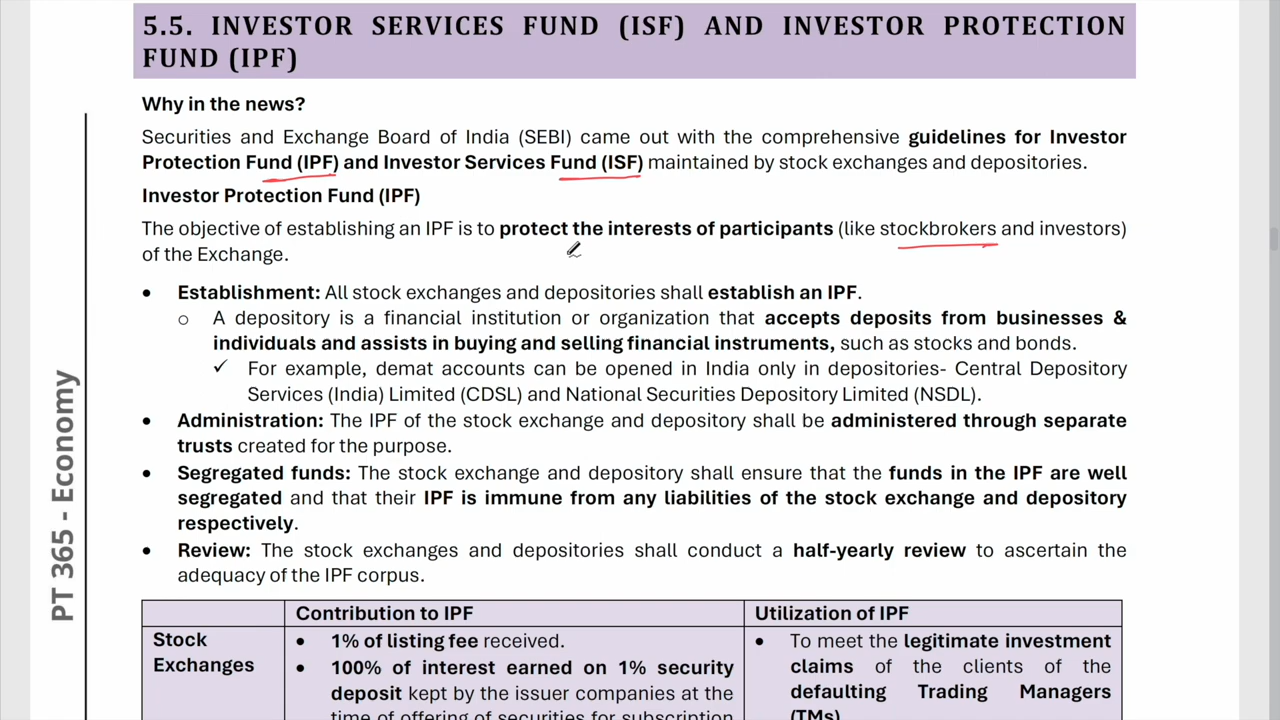 5.5. INVESTOR SERVICES FUND (ISF) AND INVESTOR PROTECTION
FUND (IPF)
Why in the news?
Securities and Exchange Board of India (SEBI) came out with the comprehensive guidelines for Investor
Protection Fund (IPF) and Investor Services Fund (ISF) maintained by stock exchanges and depositories.
Investor Protection Fund (IPF)
The objective of establishing an IPF is to protect the interests of participants (like stockbrokers and investors)
of the Exchange.
• Establishment: All stock exchanges and depositories shall establish an IPF.
o A depository is a financial institution or organization that accepts deposits from businesses &
individuals and assists in buying and selling financial instruments, such as stocks and bonds.
✓ For example, demat accounts can be opened in India only in depositories- Central Depository
Services (India) Limited (CDSL) and National Securities Depository Limited (NSDL).
• Administration: The IPF of the stock exchange and depository shall be administered through separate
trusts created for the purpose.
• Segregated funds: The stock exchange and depository shall ensure that the funds in the IPF are well
segregated and that their IPF is immune from any liabilities of the stock exchange and depository
respectively.
• Review: The stock exchanges and depositories shall conduct a half-yearly review to ascertain the
adequacy of the IPF corpus.
PT 365 - Economy
Contribution to IPF
Utilization of IPF
Stock
Exchanges
• 1% of listing fee received.
• 100% of interest earned on 1% security
deposit kept by the issuer companies at the
time of offering of securities for subscription
• To meet the legitimate investment
claims of the clients of the
defaulting Trading Managers
(TMs)